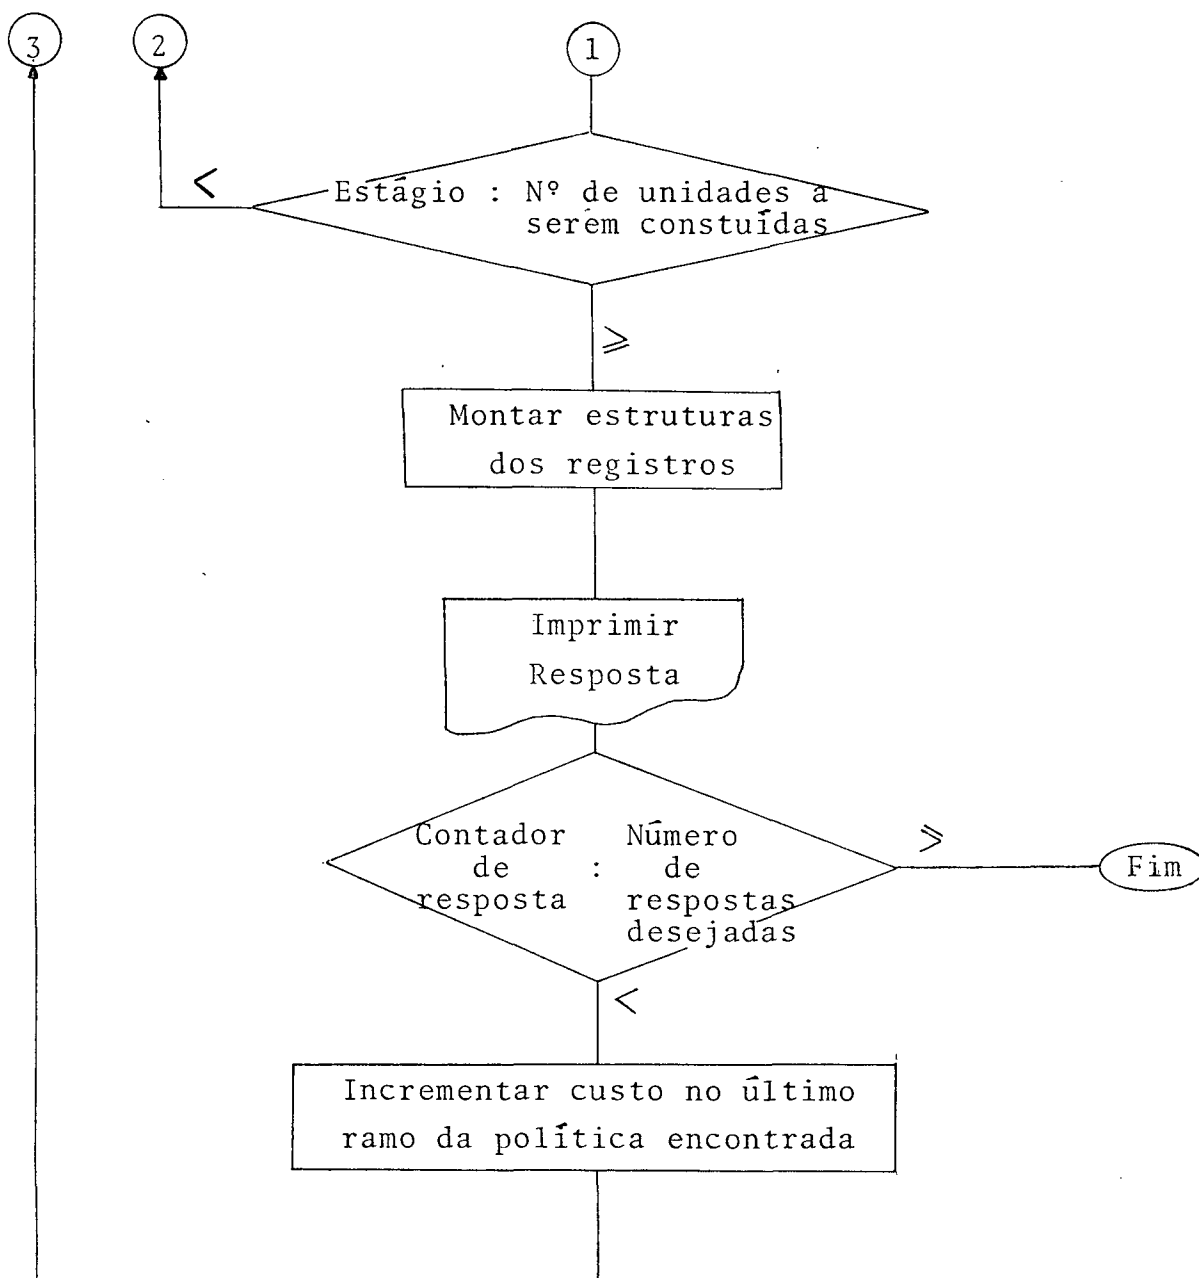 3 2 1
<
Estágio : Nº de unidades a
serem constuídas
⩾
Montar estruturas
dos registros
Imprimir
Resposta
Contador : Número
de de
resposta respostas
desejadas
⩾
Fim
<
Incrementar custo no último
ramo da política encontrada